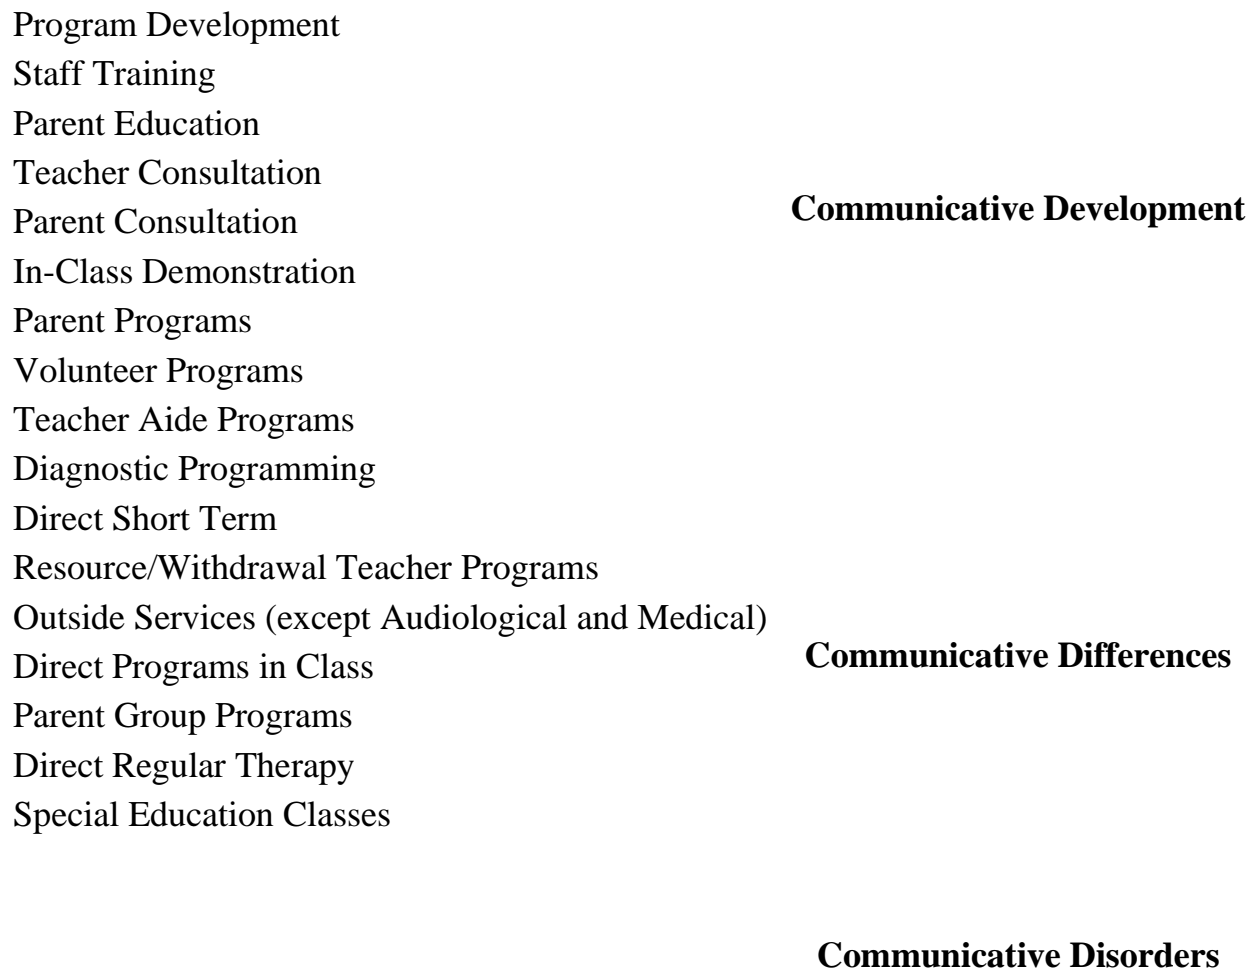 Program Development
Staff Training
Parent Education
Teacher Consultation
Parent Consultation
In-Class Demonstration
Parent Programs
Volunteer Programs
Teacher Aide Programs
Diagnostic Programming
Direct Short Term
Resource/Withdrawal Teacher Programs
Outside Services (except Audiological and Medical)
Direct Programs in Class
Parent Group Programs
Direct Regular Therapy
Special Education Classes
Communicative Development
Communicative Differences
Communicative Disorders